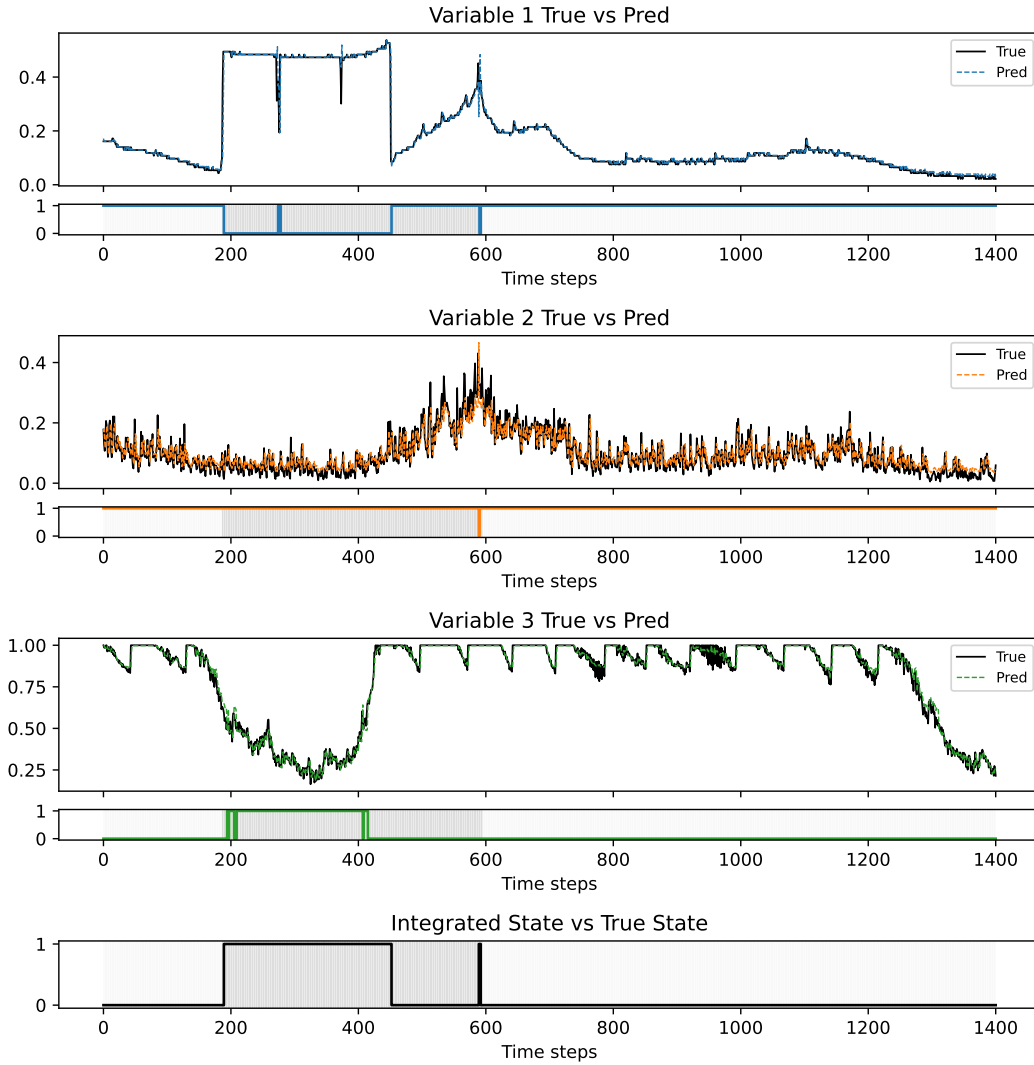 Variable 1 True vs Pred
0.4
0.2
0.0
True
Pred
1
0
0 200 400 600 800 1000 1200 1400
Time steps
Variable 2 True vs Pred
0.4
0.2
0.0
True
Pred
1
0
0 200 400 600 800 1000 1200 1400
Time steps
Variable 3 True vs Pred
1.00
0.75
0.50
0.25
True
Pred
1
0
0 200 400 600 800 1000 1200 1400
Time steps
Integrated State vs True State
1
0
0 200 400 600 800 1000 1200 1400
Time steps